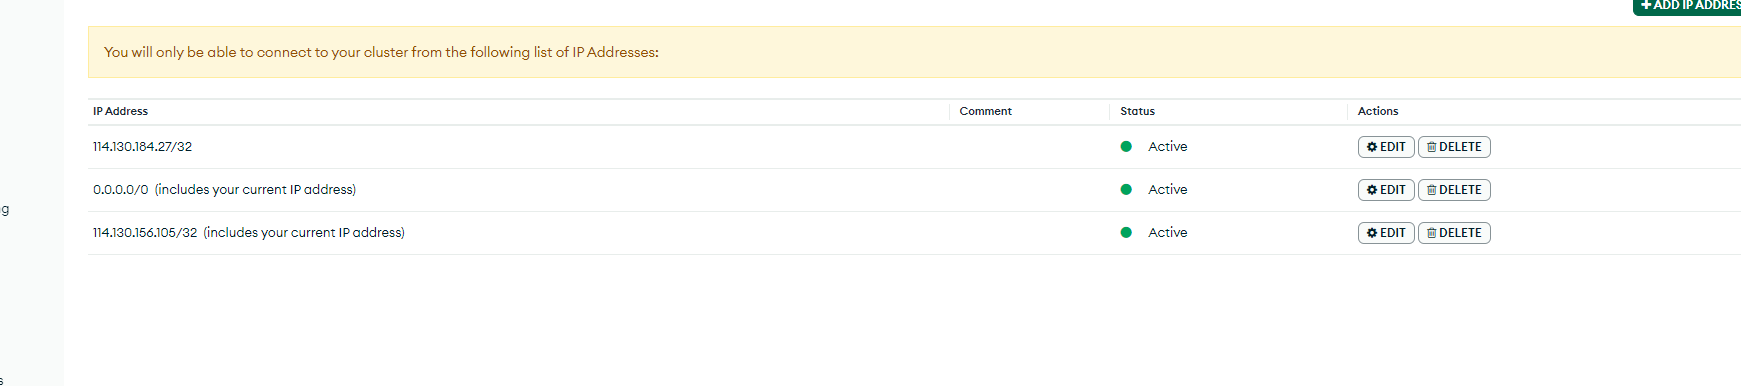 + ADD IP ADDRES
You will only be able to connect to your cluster from the following list of IP Addresses:
IP Address Comment Status Actions
114.130.184.27/32 Active EDIT DELETE
0.0.0.0/0 (includes your current IP address) Active EDIT DELETE
g
114.130.156.105/32 (includes your current IP address) Active EDIT DELETE
s